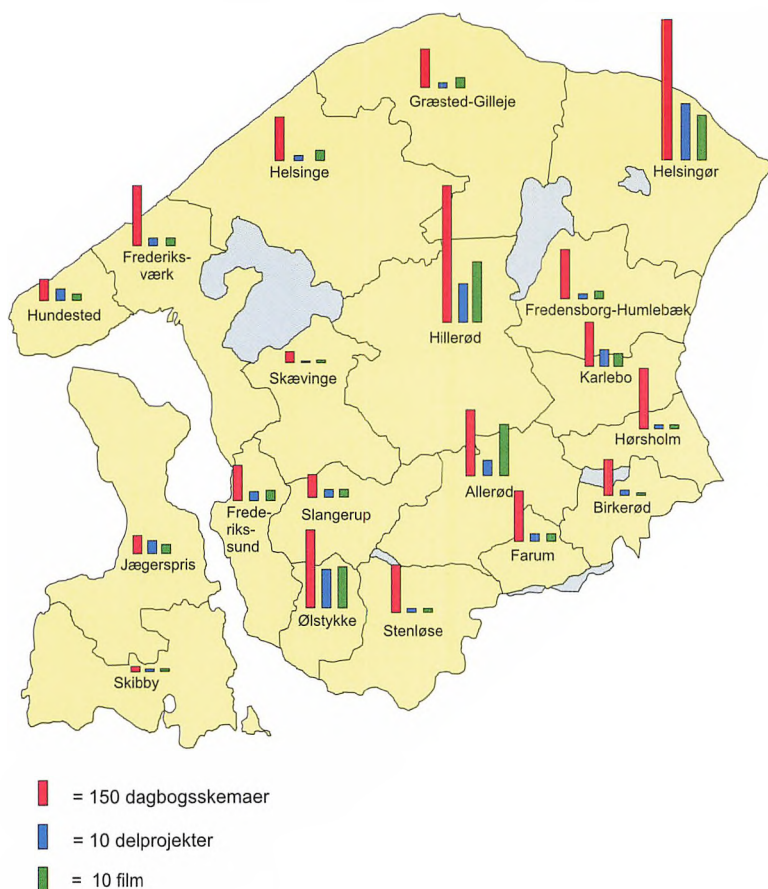 Græsted-Gilleje
Helsinge
Helsingør
Frederiks-
værk
Hundested
Hillerød
Fredensborg-Humlebæk
Skævinge
Karlebo
Hørsholm
Allerød
Birkerød
Frede-
riks-
sund
Slangerup
Farum
Jægerspris
Ølstykke
Stenløse
Skibby
= 150 dagbogsskemaer
= 10 delprojekter
= 10 film